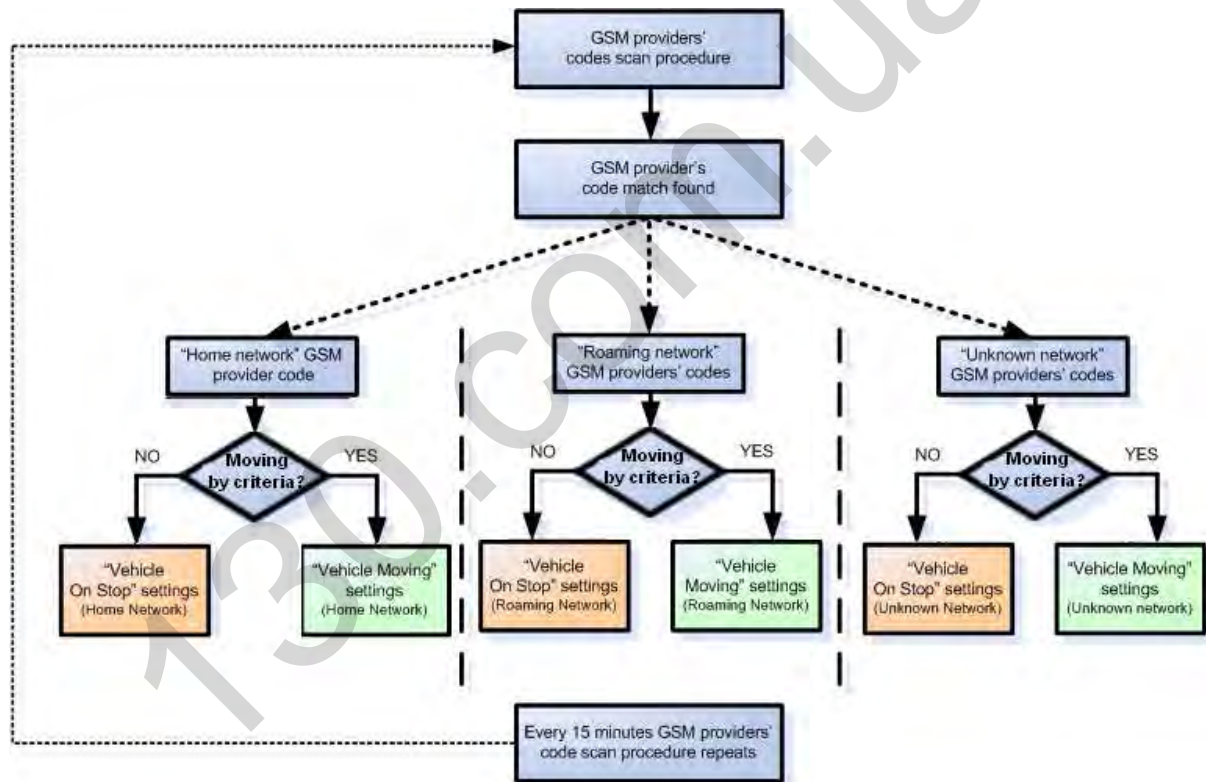 GSM providers'
codes scan procedure
GSM provider's
code match found
"Home network" GSM
provider code
"Roaming network"
GSM providers' codes
"Unknown network"
GSM providers' codes
NO
Moving
by criteria?
YES
NO
Moving
by criteria?
YES
NO
Moving
by criteria?
YES
"Vehicle
On Stop" settings
(Home Network)
"Vehicle Moving"
settings
(Home Network)
"Vehicle
On Stop" settings
(Roaming Network)
"Vehicle
Moving" settings
(Roaming Network)
"Vehicle
On Stop" settings
(Unknown Network)
"Vehicle Moving"
settings
(Unknown network)
Every 15 minutes GSM providers'
code scan procedure repeats
130.com.ua